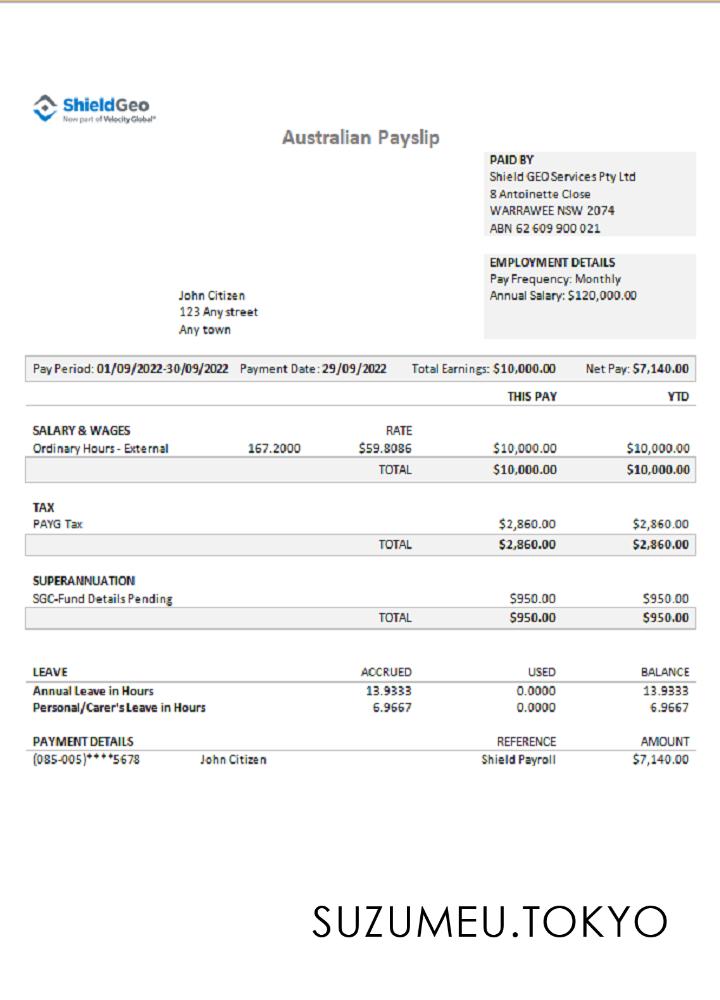 ShieldGeo
Now part of Velocity Global®
Australian Payslip
PAID BY
Shield GEO Services Pty Ltd
8 Antoinette Close
WARRAWEE NSW 2074
ABN 62 609 900 021
EMPLOYMENT DETAILS
Pay Frequency: Monthly
Annual Salary: $120,000.00
John Citizen
123 Any street
Any town
Pay Period: 01/09/2022-30/09/2022 Payment Date: 29/09/2022 Total Earnings: $10,000.00 Net Pay: $7,140.00
THIS PAY YTD
SALARY & WAGES RATE
Ordinary Hours - External 167.2000 $59.8086 $10,000.00 $10,000.00
TOTAL $10,000.00 $10,000.00
TAX
PAYG Tax $2,860.00 $2,860.00
TOTAL $2,860.00 $2,860.00
SUPERANNUATION
SGC-Fund Details Pending $950.00 $950.00
TOTAL $950.00 $950.00
LEAVE ACCRUED USED BALANCE
Annual Leave in Hours 13.9333 0.0000 13.9333
Personal/Carer's Leave in Hours 6.9667 0.0000 6.9667
PAYMENT DETAILS REFERENCE AMOUNT
(085-005)****5678 John Citizen Shield Payroll $7,140.00
SUZUMEU.TOKYO